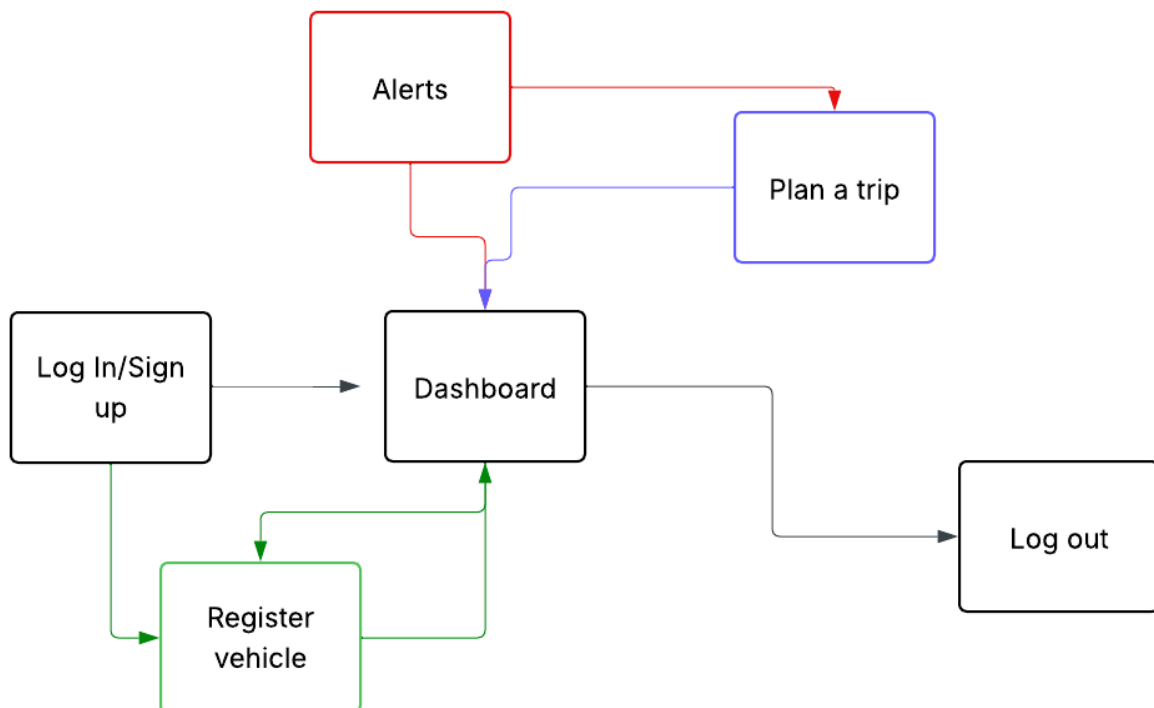 Alerts
Plan a trip
Log In/Sign
up
Dashboard
Log out
Register
vehicle